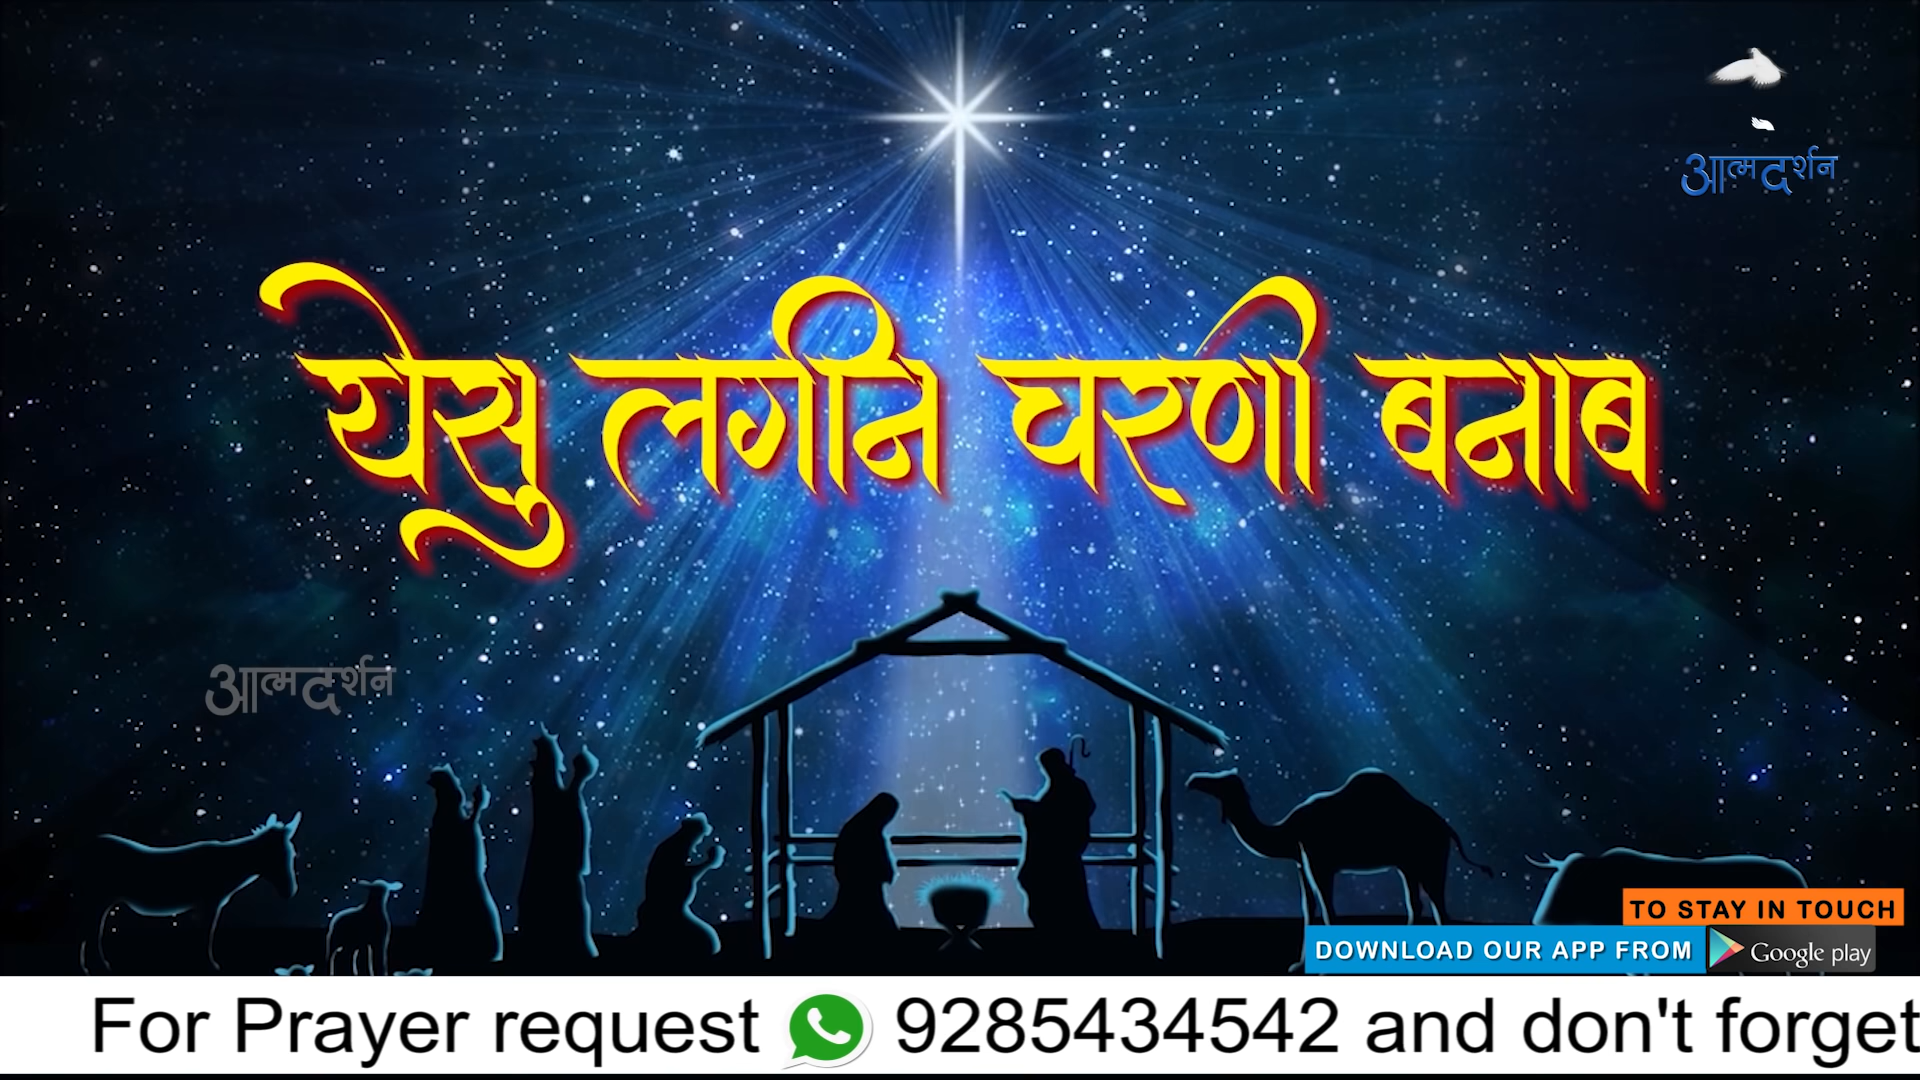 आत्मदर्शन
येसु लगीन चरणी बनाब
आत्मदर्शन
TO STAY IN TOUCH
DOWNLOAD OUR APP FROM Google play
For Prayer request 9285434542 and don't forget